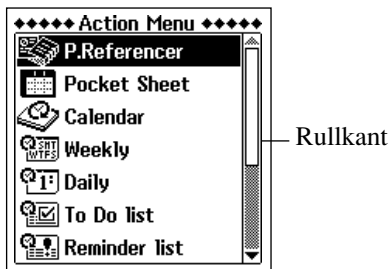 Action Menu
P.Referencer
Pocket Sheet
Calendar
Rullkant
Weekly
Daily
To Do list
Reminder list